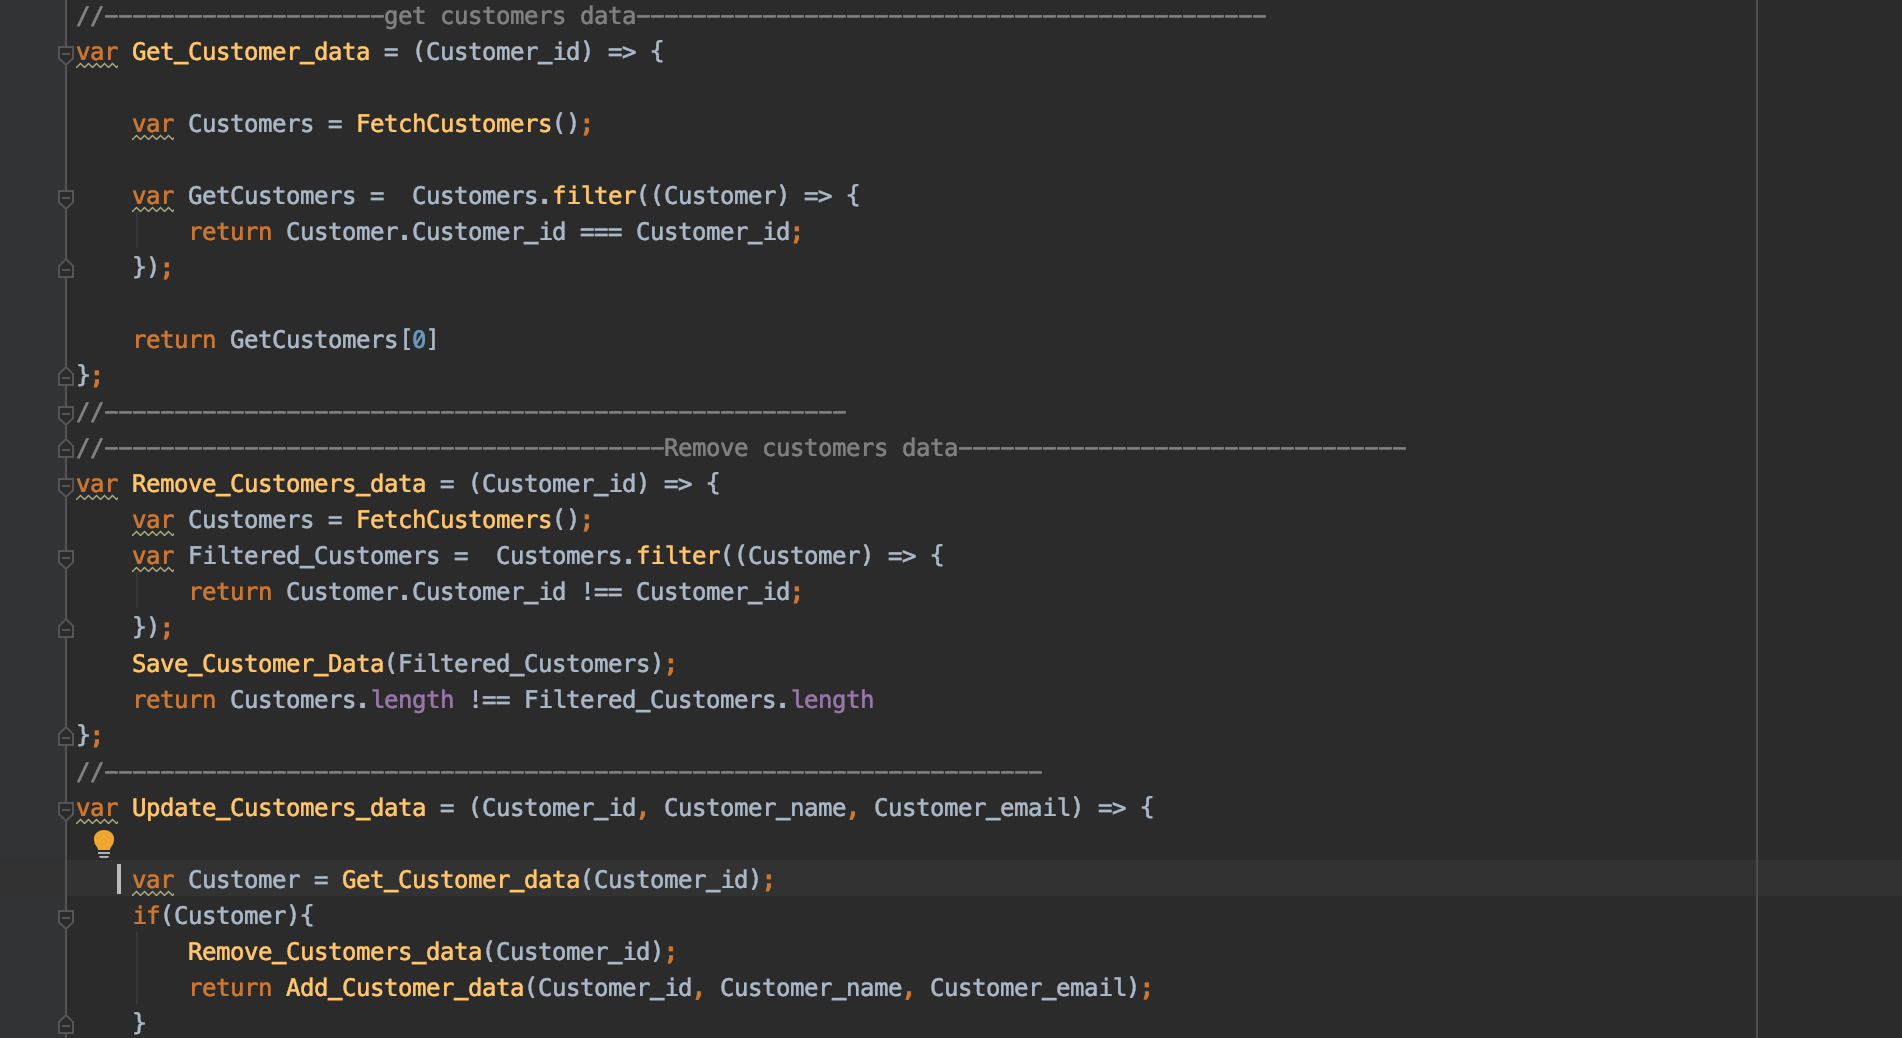 //--------------------get customers data---------------------------------------------
var Get_Customer_data = (Customer_id) => {
var Customers = FetchCustomers();
var GetCustomers =  Customers.filter((Customer) => {
return Customer.Customer_id === Customer_id;
});
return GetCustomers[0]
};
//-----------------------------------------------------
//----------------------------------------Remove customers data--------------------------------
var Remove_Customers_data = (Customer_id) => {
var Customers = FetchCustomers();
var Filtered_Customers =  Customers.filter((Customer) => {
return Customer.Customer_id !== Customer_id;
});
Save_Customer_Data(Filtered_Customers);
return Customers.length !== Filtered_Customers.length
};
//-------------------------------------------------------------------
var Update_Customers_data = (Customer_id, Customer_name, Customer_email) => {
var Customer = Get_Customer_data(Customer_id);
if(Customer){
Remove_Customers_data(Customer_id);
return Add_Customer_data(Customer_id, Customer_name, Customer_email);
}